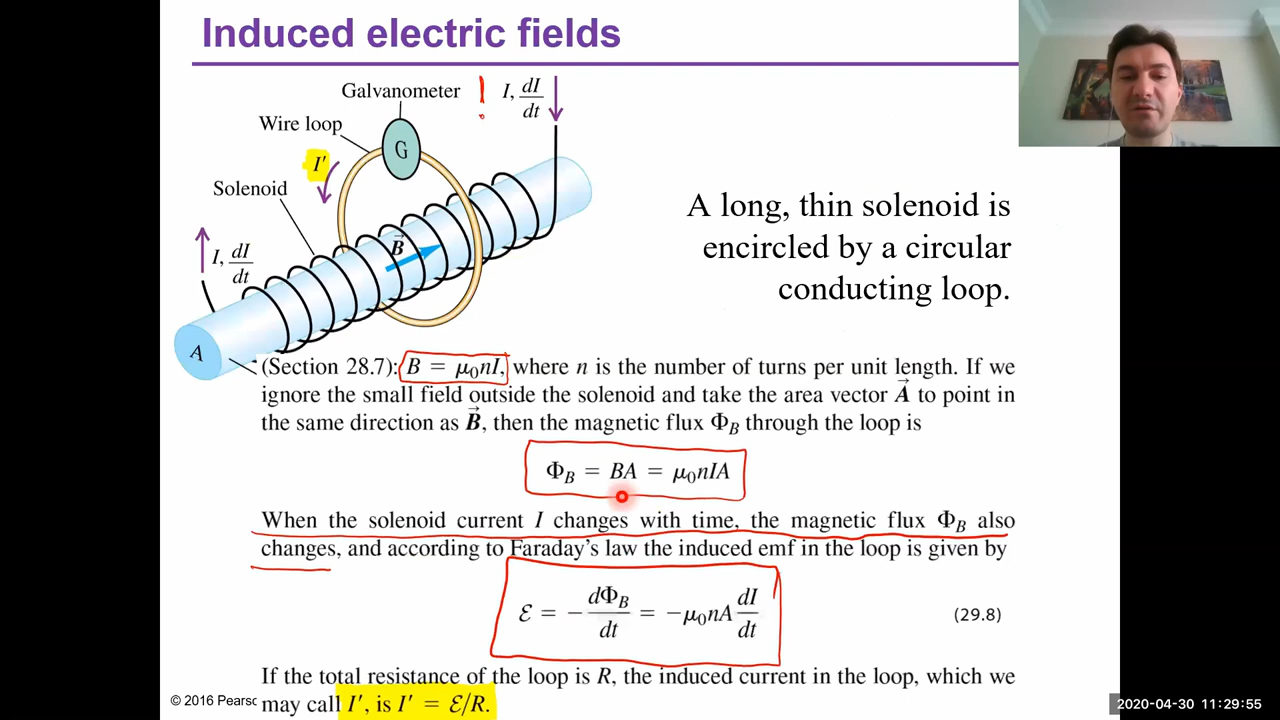 Induced electric fields
Galvanometer
! I, dI/dt
Wire loop
G
I'
Solenoid
B⃗
I, dI/dt
A
A long, thin solenoid is
encircled by a circular
conducting loop.
(Section 28.7): B = μ₀nI, where n is the number of turns per unit length. If we
ignore the small field outside the solenoid and take the area vector A⃗ to point in
the same direction as B⃗, then the magnetic flux Φ_B through the loop is
Φ_B = BA = μ₀nIA
When the solenoid current I changes with time, the magnetic flux Φ_B also
changes, and according to Faraday's law the induced emf in the loop is given by
ℰ = − dΦ_B/dt = −μ₀nA dI/dt (29.8)
If the total resistance of the loop is R, the induced current in the loop, which we
© 2016 Pearsc may call I', is I' = ℰ/R.
2020-04-30 11:29:55